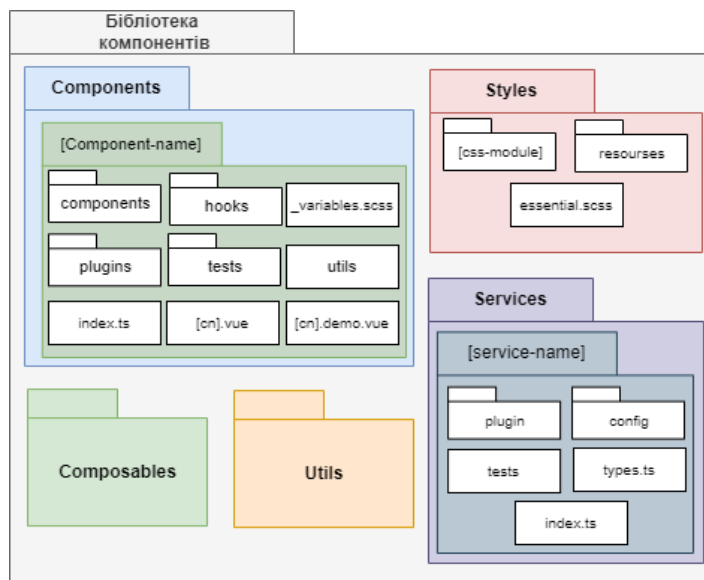 Бібліотека
компонентів
Components
[Component-name]
components
hooks
_variables.scss
plugins
tests
utils
index.ts
[cn].vue
[cn].demo.vue
Styles
[css-module]
resourses
essential.scss
Services
[service-name]
plugin
config
tests
types.ts
index.ts
Composables
Utils